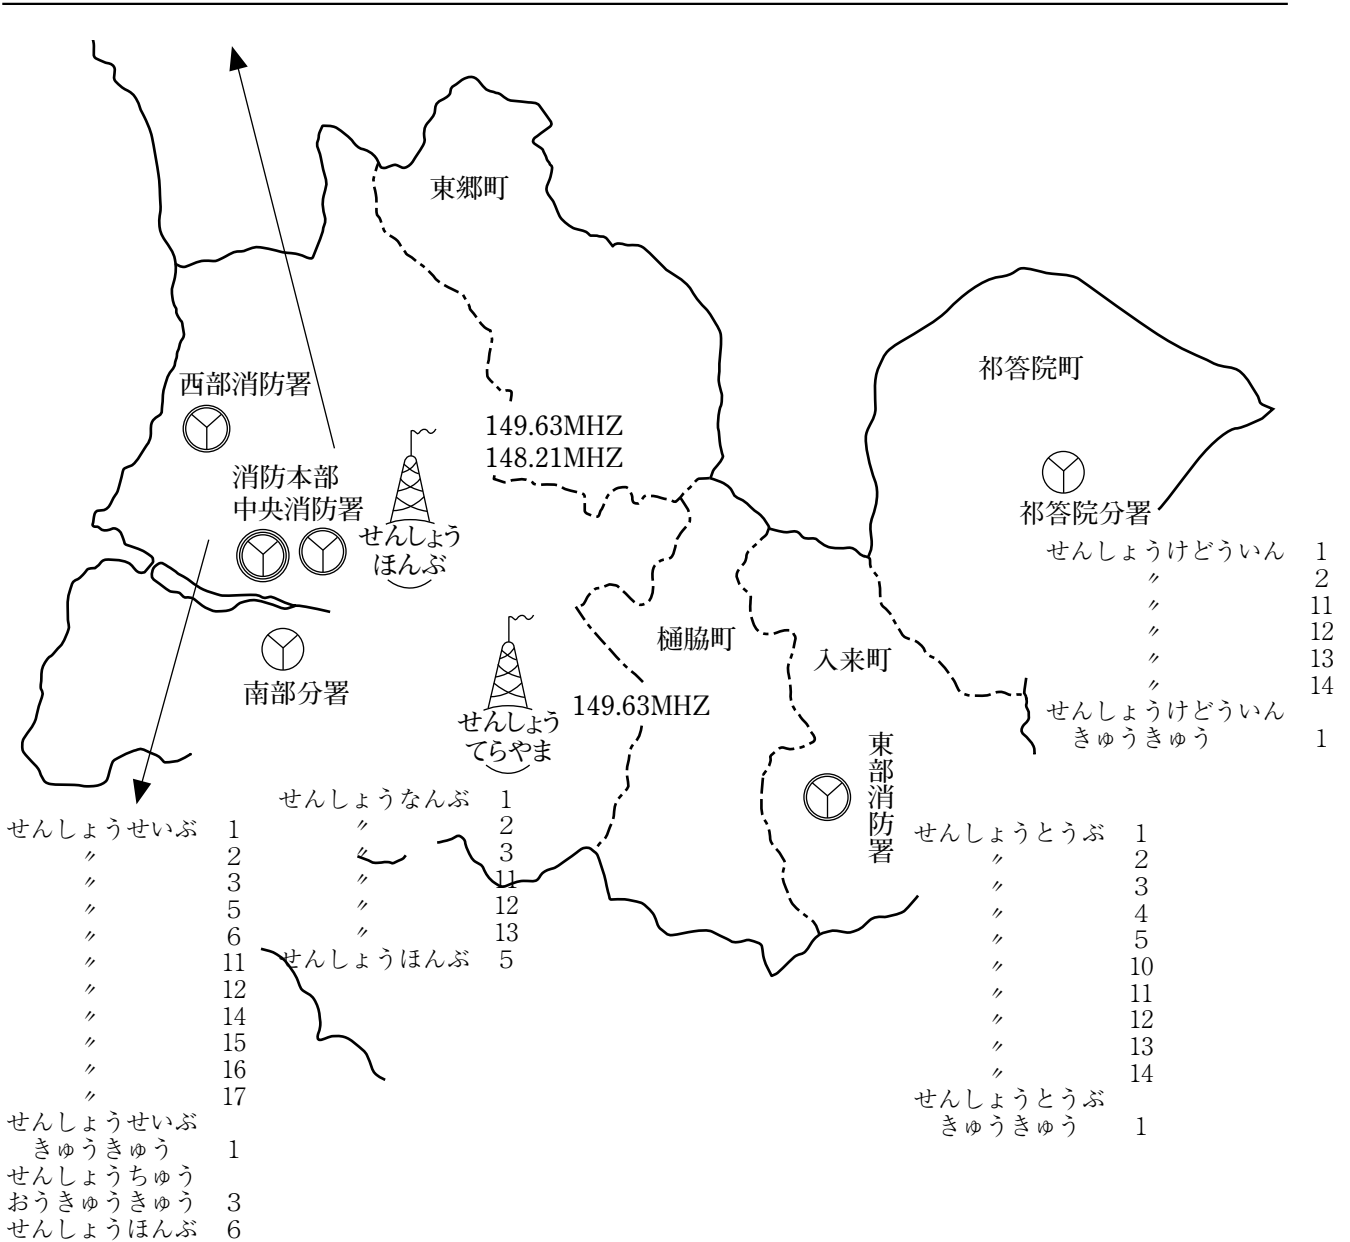 東郷町
祁答院町
西部消防署
149.63MHZ
148.21MHZ
消防本部
中央消防署
せんしょう
ほんぶ
祁答院分署
せんしょうけどういん 1
〃 2
〃 11
〃 12
〃 13
〃 14
せんしょうけどういん
きゅうきゅう 1
樋脇町
入来町
南部分署
149.63MHZ
せんしょう
てらやま
東部消防署
せんしょうなんぶ 1
〃 2
〃 3
〃 11
〃 12
〃 13
せんしょうほんぶ 5
せんしょうせいぶ 1
〃 2
〃 3
〃 5
〃 6
〃 11
〃 12
〃 14
〃 15
〃 16
〃 17
せんしょうせいぶ
きゅうきゅう 1
せんしょうちゅう
おうきゅうきゅう 3
せんしょうほんぶ 6
せんしょうとうぶ 1
〃 2
〃 3
〃 4
〃 5
〃 10
〃 11
〃 12
〃 13
〃 14
せんしょうとうぶ
きゅうきゅう 1